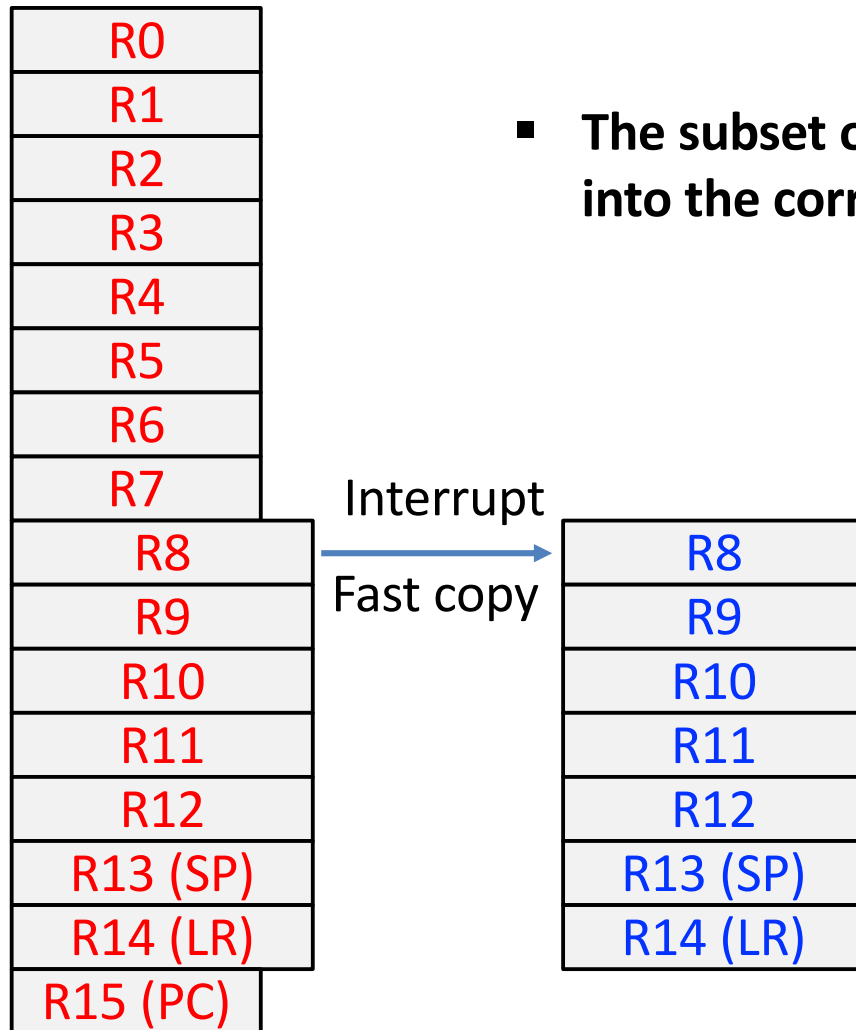 R0
R1
R2
R3
R4
R5
R6
R7
R8
R9
R10
R11
R12
R13 (SP)
R14 (LR)
R15 (PC)
▪ The subset
into the
Interrupt
Fast copy
R8
R9
R10
R11
R12
R13 (SP)
R14 (LR)